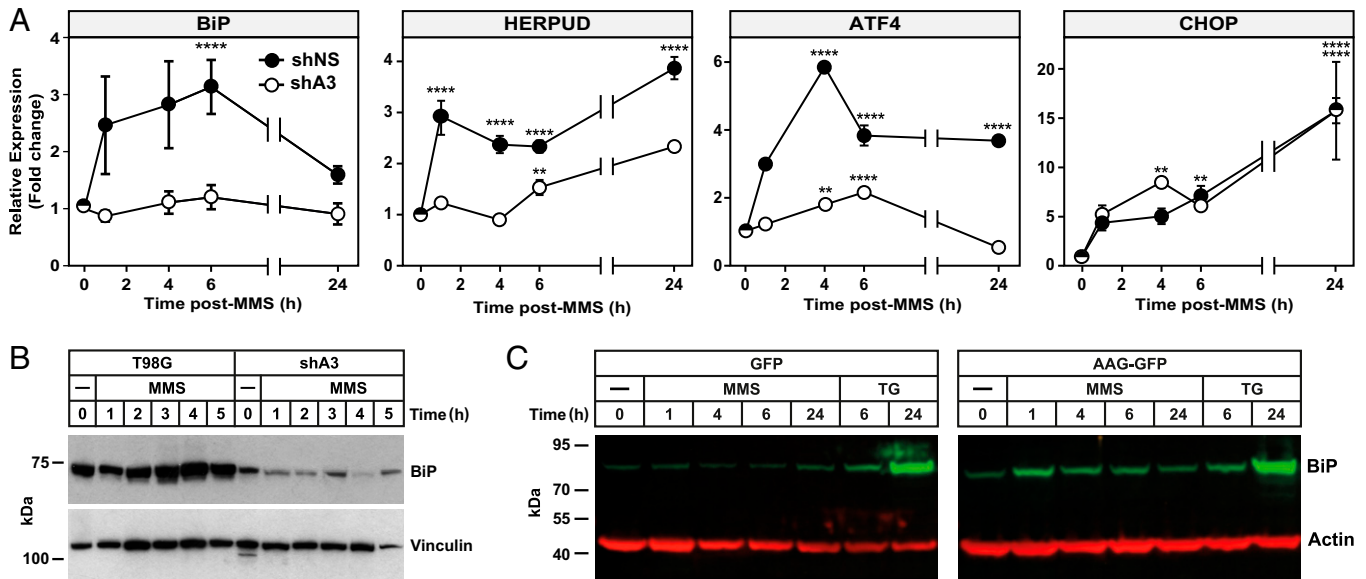 A
BiP
HERPUD
ATF4
CHOP
Relative Expression
(Fold change)
4
3
2
1
0
****
shNS
shA3
0 2 4 6 24
Time post-MMS (h)
4
3
2
1
0
****
****
****
**
****
0 2 4 6 24
Time post-MMS (h)
6
4
2
0
****
****
****
**
****
0 2 4 6 24
Time post-MMS (h)
20
15
10
5
0
**
**
****
****
0 2 4 6 24
Time post-MMS (h)
B
T98G shA3
— MMS — MMS
0 1 2 3 4 5 0 1 2 3 4 5 Time (h)
75
BiP
kDa
Vinculin
100
C
GFP AAG-GFP
— MMS TG — MMS TG
Time (h) 0 1 4 6 24 6 24 0 1 4 6 24 6 24
95
BiP
70
kDa
55
Actin
40